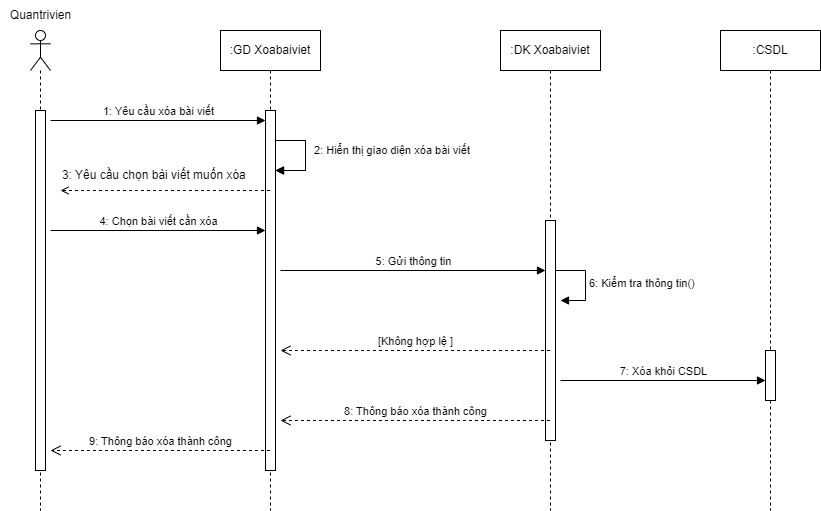 Quantrivien
:GD Xoabaiviet
:DK Xoabaiviet
:CSDL
1: Yêu cầu xóa bài viết
2: Hiển thị giao diện xóa bài viết
3: Yêu cầu chọn bài viết muốn xóa
4: Chọn bài viết cần xóa
5: Gửi thông tin
6: Kiểm tra thông tin()
[Không hợp lệ ]
7: Xóa khỏi CSDL
8: Thông báo xóa thành công
9: Thông báo xóa thành công